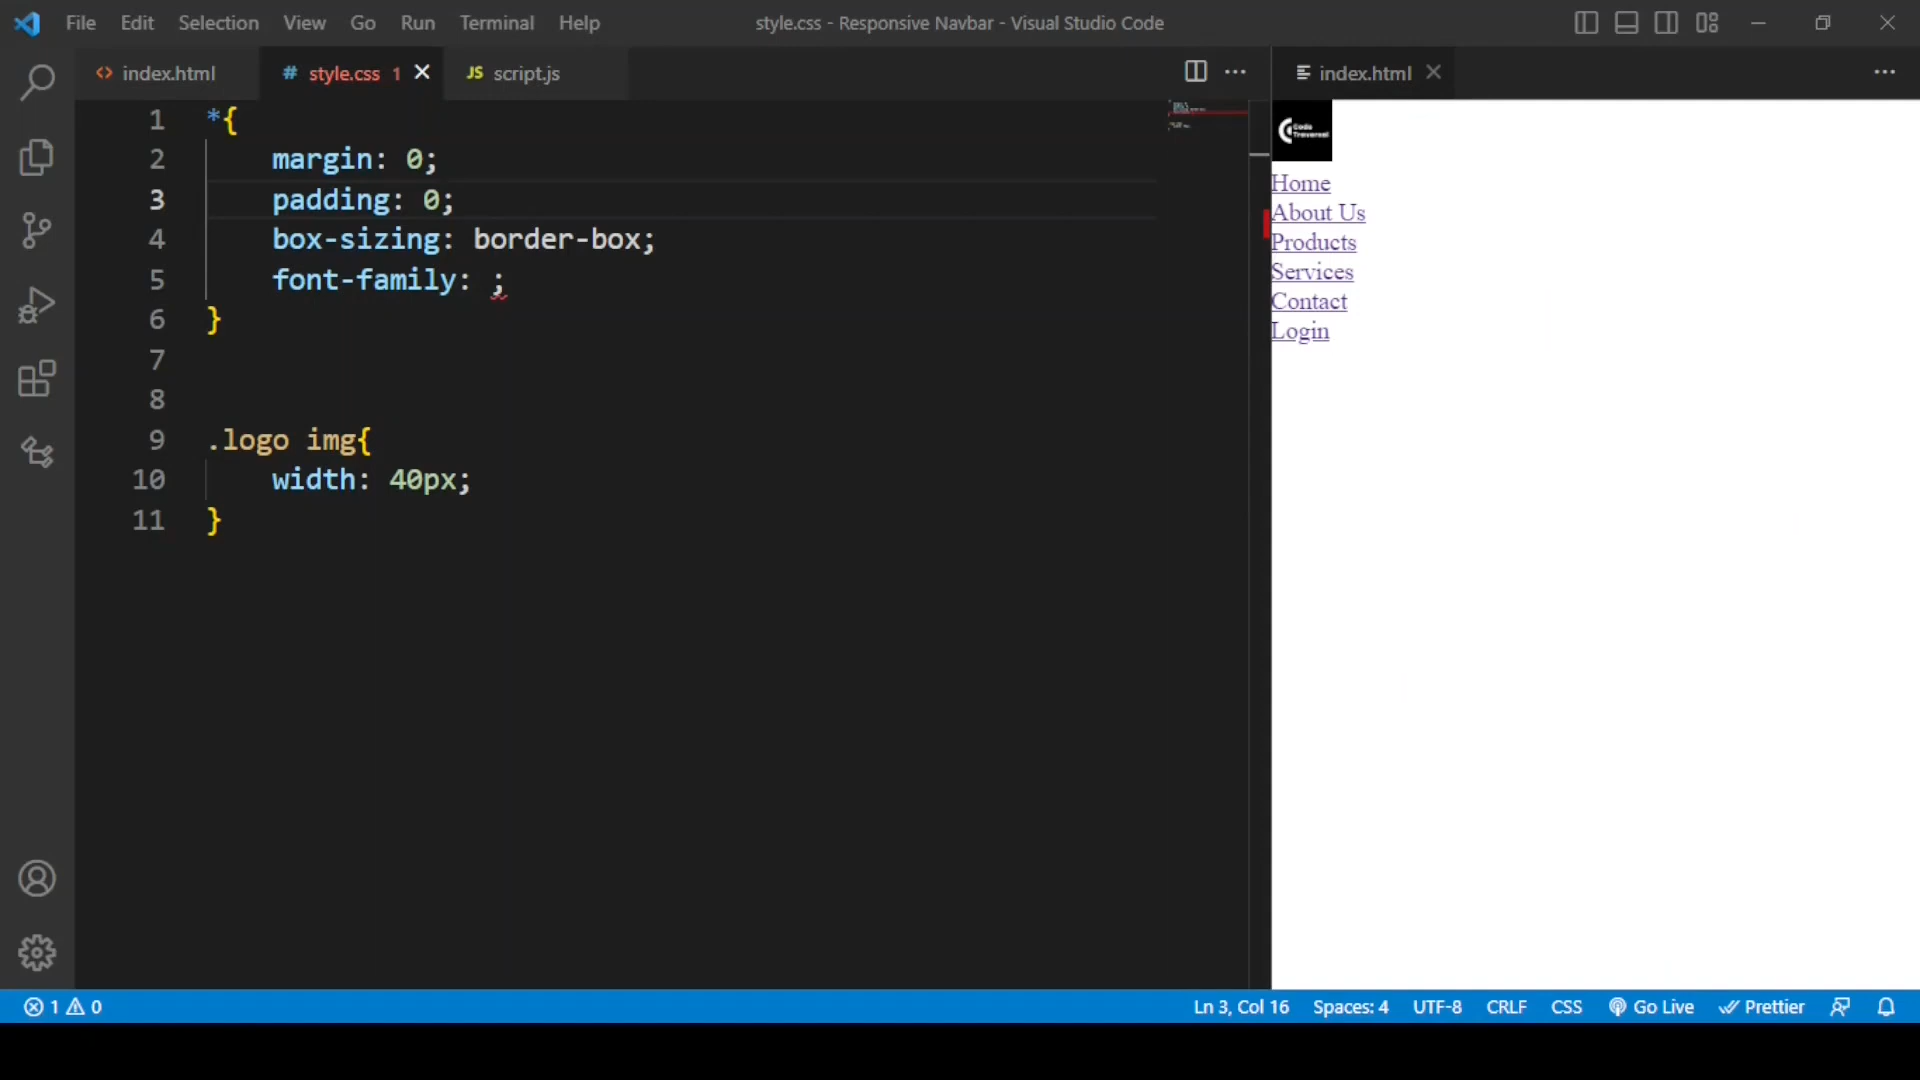 File Edit Selection View Go Run Terminal Help style.css - Responsive Navbar - Visual Studio Code
<> index.html # style.css 1 JS script.js index.html
1 *{
2 margin: 0;
3 padding: 0;
4 box-sizing: border-box;
5 font-family: ;
6 }
7
8
9 .logo img{
10 width: 40px;
11 }
Code
Traversal
Home
About Us
Products
Services
Contact
Login
1 0 Ln 3, Col 16 Spaces: 4 UTF-8 CRLF CSS Go Live Prettier